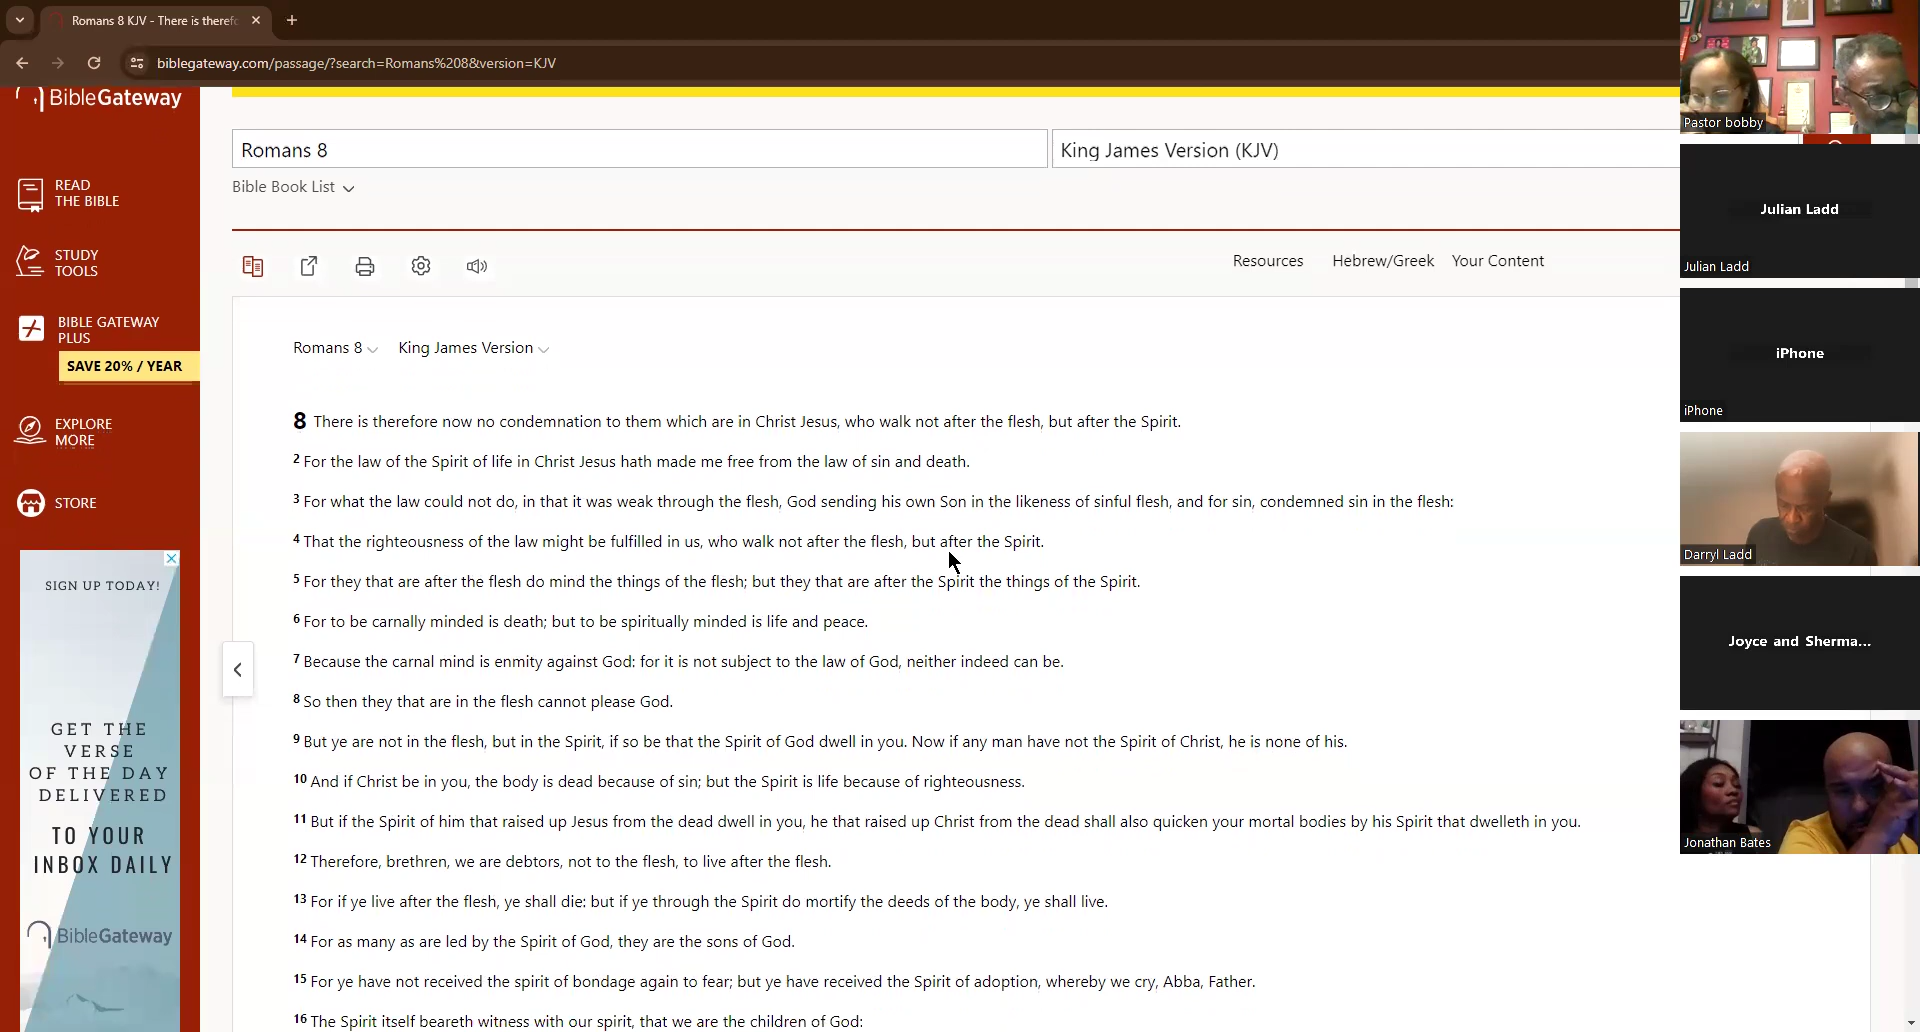 Romans 8 KJV - There is theref
biblegateway.com/passage/?search=Romans%208&version=KJV
BibleGateway
READ
THE BIBLE
STUDY
TOOLS
BIBLE GATEWAY
PLUS
SAVE 20% / YEAR
EXPLORE
MORE
STORE
SIGN UP TODAY!
GET THE
VERSE
OF THE DAY
DELIVERED
TO YOUR
INBOX DAILY
BibleGateway
Romans 8
King James Version (KJV)
Bible Book List
Resources
Hebrew/Greek
Your Content
Romans 8
King James Version
8 There is therefore now no condemnation to them which are in Christ Jesus, who walk not after the flesh, but after the Spirit.
2 For the law of the Spirit of life in Christ Jesus hath made me free from the law of sin and death.
3 For what the law could not do, in that it was weak through the flesh, God sending his own Son in the likeness of sinful flesh, and for sin, condemned sin in the flesh:
4 That the righteousness of the law might be fulfilled in us, who walk not after the flesh, but after the Spirit.
5 For they that are after the flesh do mind the things of the flesh; but they that are after the Spirit the things of the Spirit.
6 For to be carnally minded is death; but to be spiritually minded is life and peace.
7 Because the carnal mind is enmity against God: for it is not subject to the law of God, neither indeed can be.
8 So then they that are in the flesh cannot please God.
9 But ye are not in the flesh, but in the Spirit, if so be that the Spirit of God dwell in you. Now if any man have not the Spirit of Christ, he is none of his.
10 And if Christ be in you, the body is dead because of sin; but the Spirit is life because of righteousness.
11 But if the Spirit of him that raised up Jesus from the dead dwell in you, he that raised up Christ from the dead shall also quicken your mortal bodies by his Spirit that dwelleth in you.
12 Therefore, brethren, we are debtors, not to the flesh, to live after the flesh.
13 For if ye live after the flesh, ye shall die: but if ye through the Spirit do mortify the deeds of the body, ye shall live.
14 For as many as are led by the Spirit of God, they are the sons of God.
15 For ye have not received the spirit of bondage again to fear; but ye have received the Spirit of adoption, whereby we cry, Abba, Father.
16 The Spirit itself beareth witness with our spirit, that we are the children of God:
Pastor bobby
Julian Ladd
Julian Ladd
iPhone
iPhone
Darryl Ladd
Joyce and Sherma...
Jonathan Bates